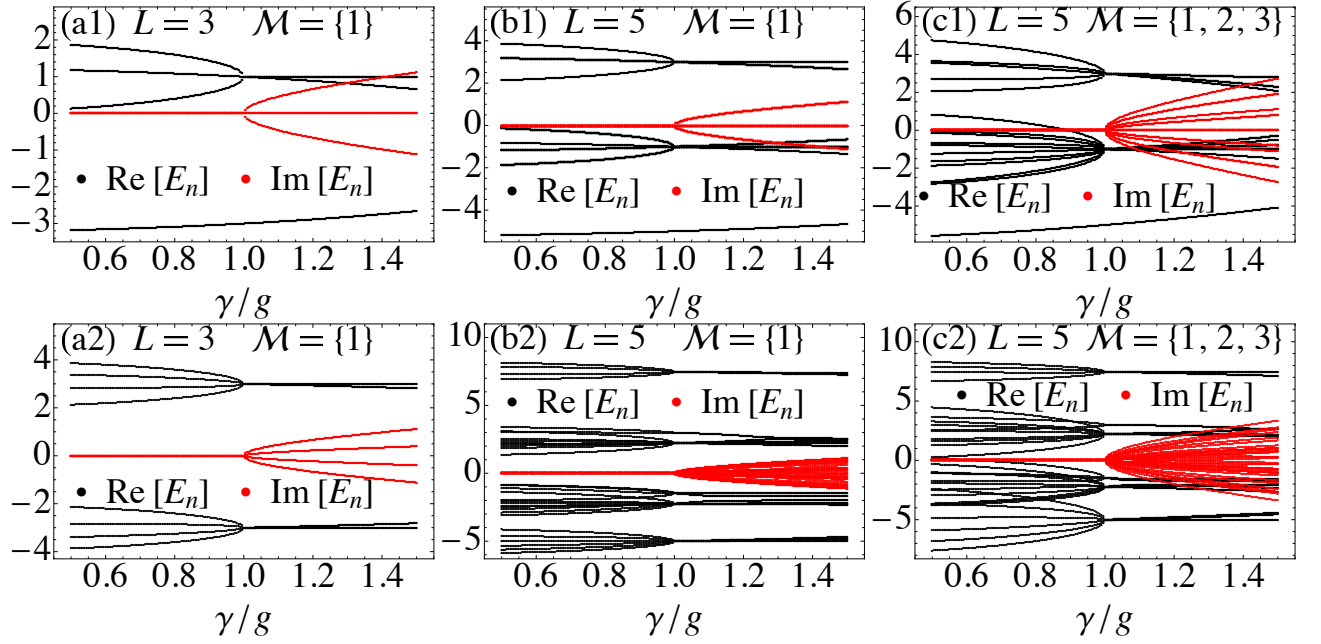 (a1) L = 3 M = {1}
2
1
0
−1
−2
−3
Re [E_n] Im [E_n]
0.6 0.8 1.0 1.2 1.4
γ/g
(b1) L = 5 M = {1}
4
2
0
−2
−4
Re [E_n] Im [E_n]
0.6 0.8 1.0 1.2 1.4
γ/g
(c1) L = 5 M = {1, 2, 3}
6
4
2
0
−2
−4
Re [E_n] Im [E_n]
0.6 0.8 1.0 1.2 1.4
γ/g
(a2) L = 3 M = {1}
4
2
0
−2
−4
Re [E_n] Im [E_n]
0.6 0.8 1.0 1.2 1.4
γ/g
(b2) L = 5 M = {1}
10
5
0
−5
Re [E_n] Im [E_n]
0.6 0.8 1.0 1.2 1.4
γ/g
(c2) L = 5 M = {1, 2, 3}
10
5
0
−5
Re [E_n] Im [E_n]
0.6 0.8 1.0 1.2 1.4
γ/g